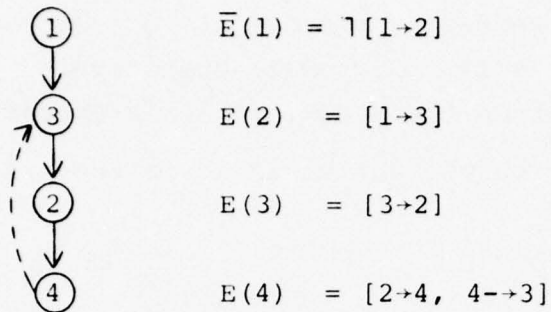 1 E̅(1) = ⌉[1→2]
3 E(2) = [1→3]
2 E(3) = [3→2]
4 E(4) = [2→4, 4-→3]